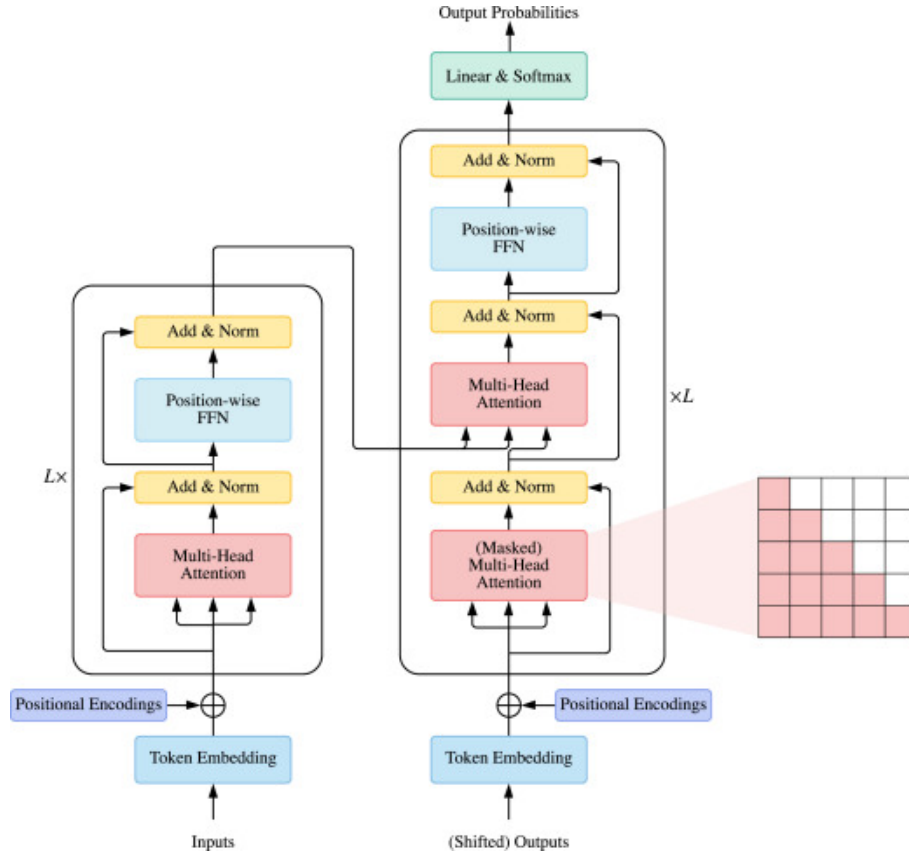 Output Probabilities
Linear & Softmax
Add & Norm
Position-wise
FFN
Add & Norm
Multi-Head
Attention
×L
Add & Norm
(Masked)
Multi-Head
Attention
Positional Encodings
Token Embedding
(Shifted) Outputs
Add & Norm
Position-wise
FFN
L×
Add & Norm
Multi-Head
Attention
Positional Encodings
Token Embedding
Inputs